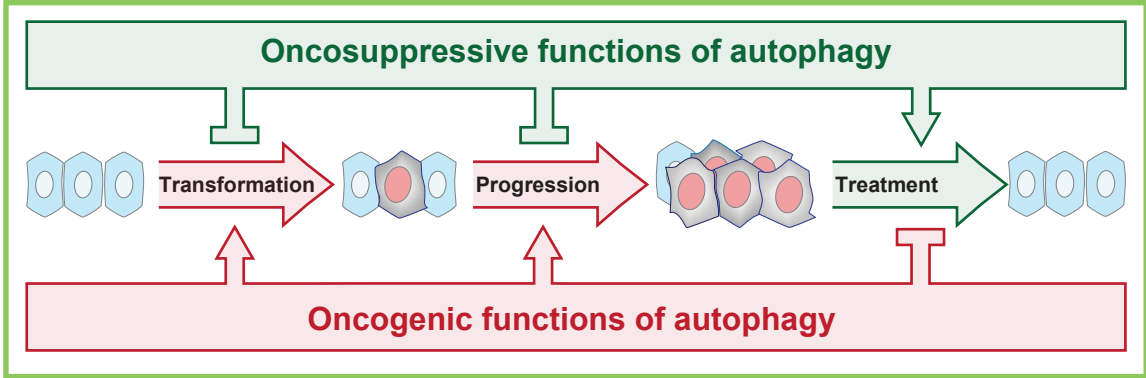 Oncosuppressive functions of autophagy
Transformation
Progression
Treatment
Oncogenic functions of autophagy